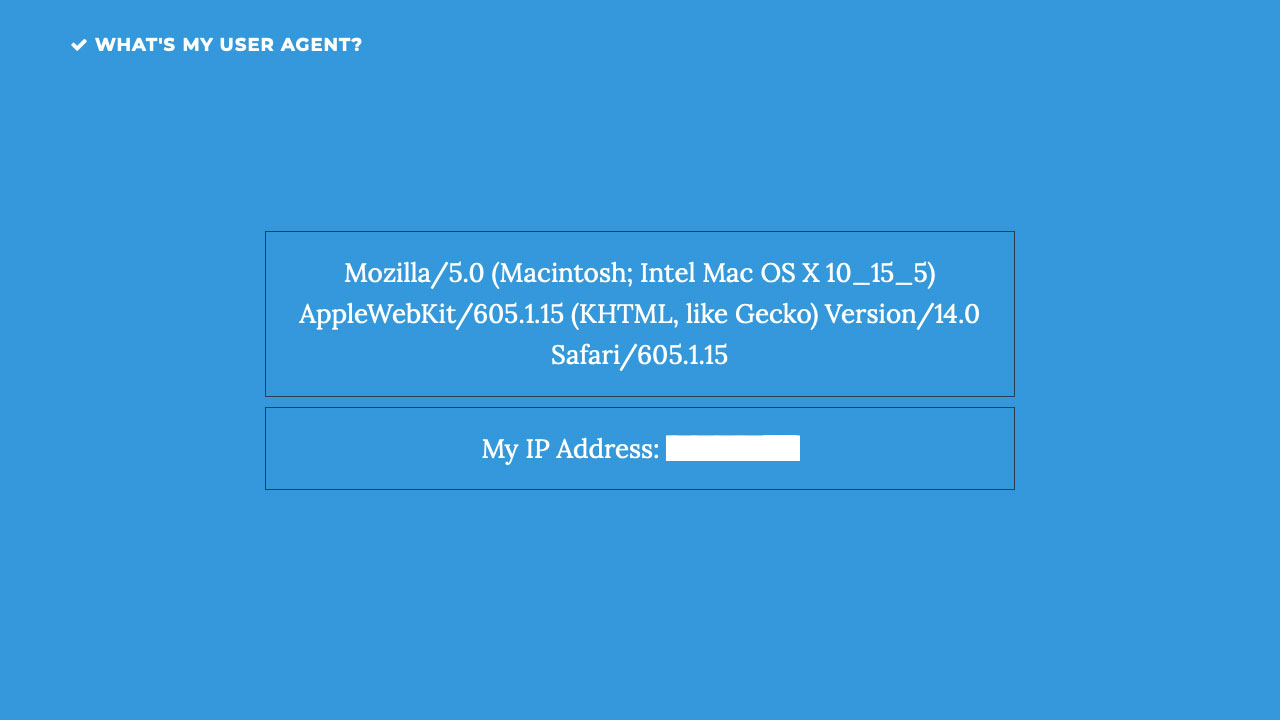 WHAT'S MY USER AGENT?
Mozilla/5.0 (Macintosh; Intel Mac OS X 10_15_5)
AppleWebKit/605.1.15 (KHTML, like Gecko) Version/14.0
Safari/605.1.15
My IP Address: